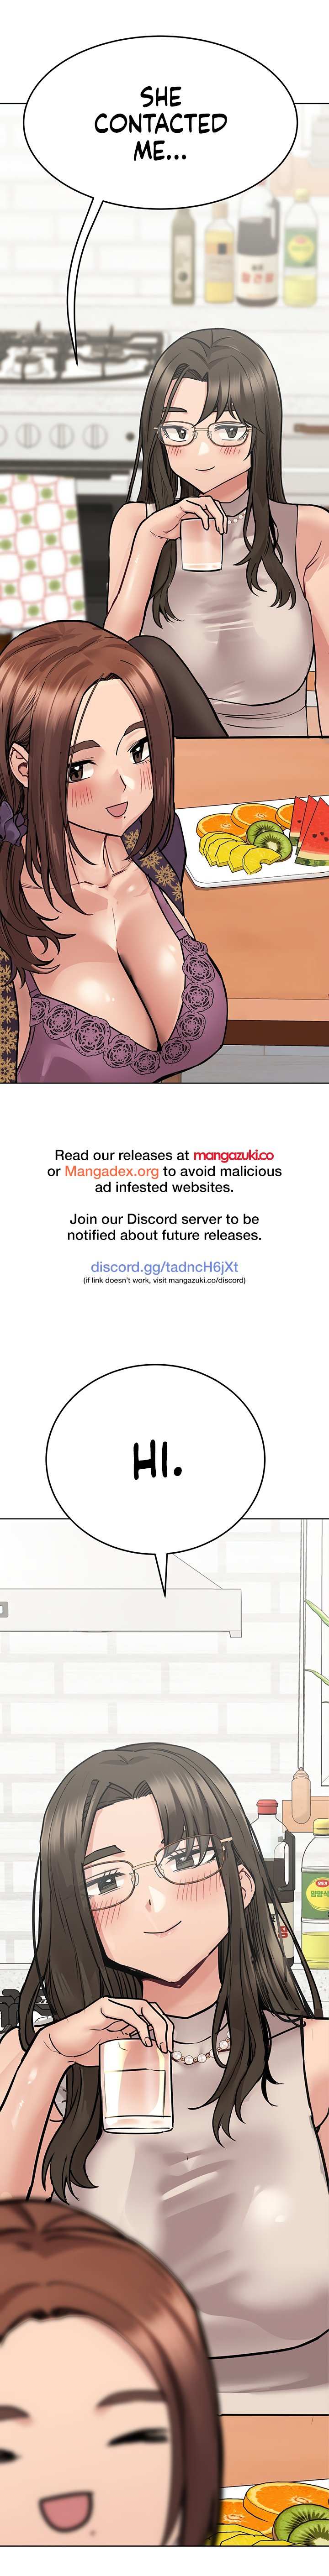 SHE
CONTACTED
ME...
Read our releases at mangazuki.co
or Mangadex.org to avoid malicious
ad infested websites.
Join our Discord server to be
notified about future releases.
discord.gg/tadncH6jXt
(if link doesn't work, visit mangazuki.co/discord)
HI.